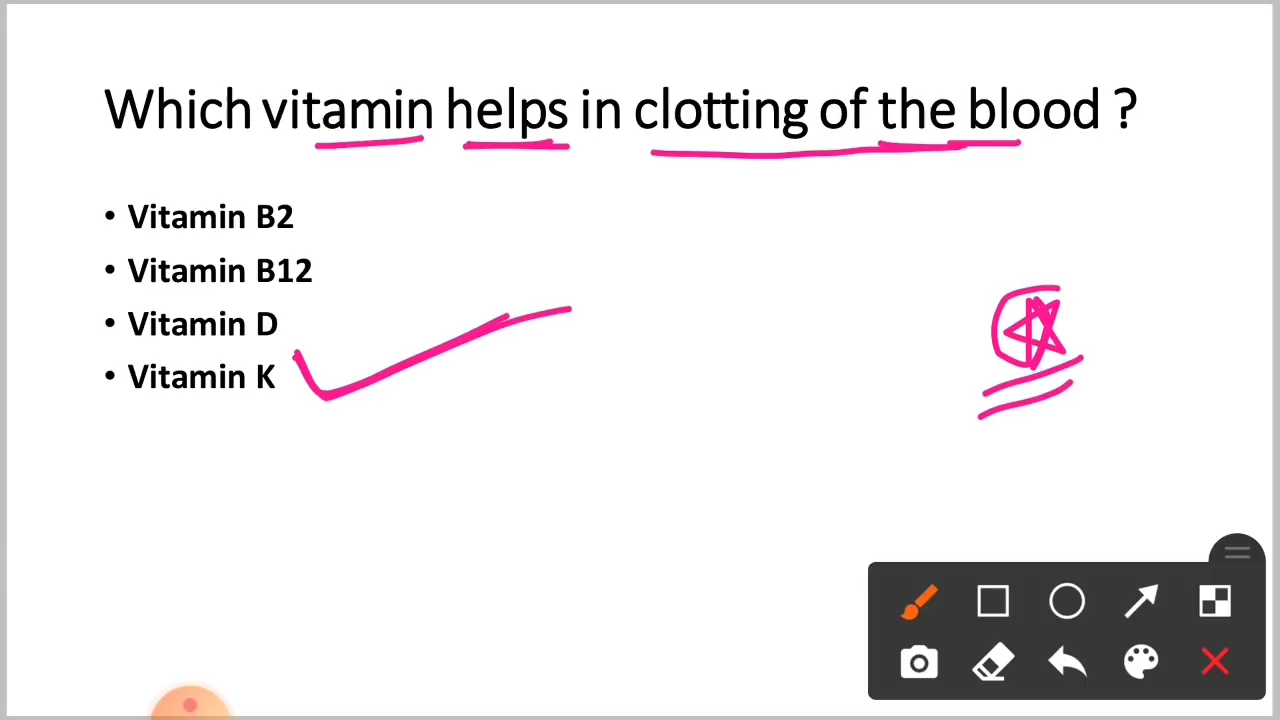 Which vitamin helps in clotting of the blood ?
• Vitamin B2
• Vitamin B12
• Vitamin D
• Vitamin K